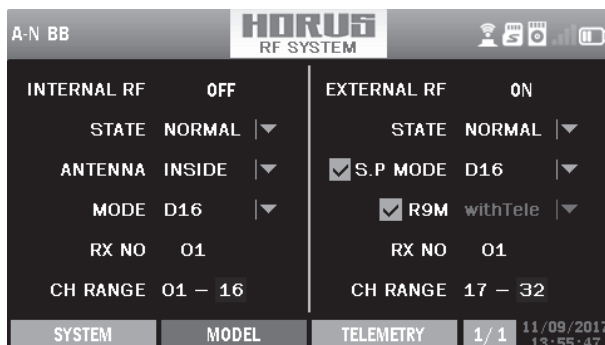 A-N BB
HORUS
RF SYSTEM
INTERNAL RF OFF
STATE NORMAL
ANTENNA INSIDE
MODE D16
RX NO 01
CH RANGE 01 – 16
EXTERNAL RF ON
STATE NORMAL
S.P MODE D16
R9M withTele
RX NO 01
CH RANGE 17 – 32
SYSTEM MODEL TELEMETRY 1/1 11/09/2017
13:55:47